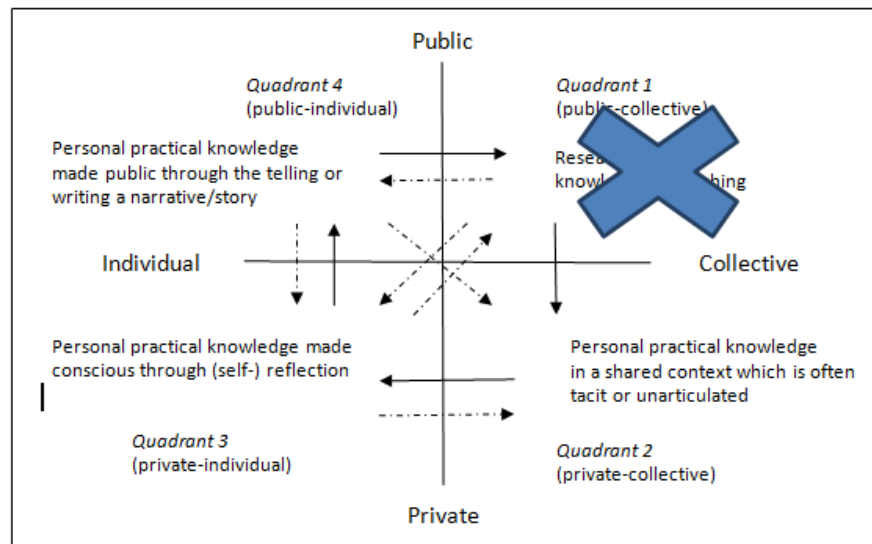 Public
Quadrant 4
(public-individual)
Quadrant 1
(public-collective)
Personal practical knowledge
made public through the telling or
writing a narrative/story
Individual
Collective
Personal practical knowledge made
conscious through (self-) reflection
Personal practical knowledge
in a shared context which is often
tacit or unarticulated
Quadrant 3
(private-individual)
Quadrant 2
(private-collective)
Private